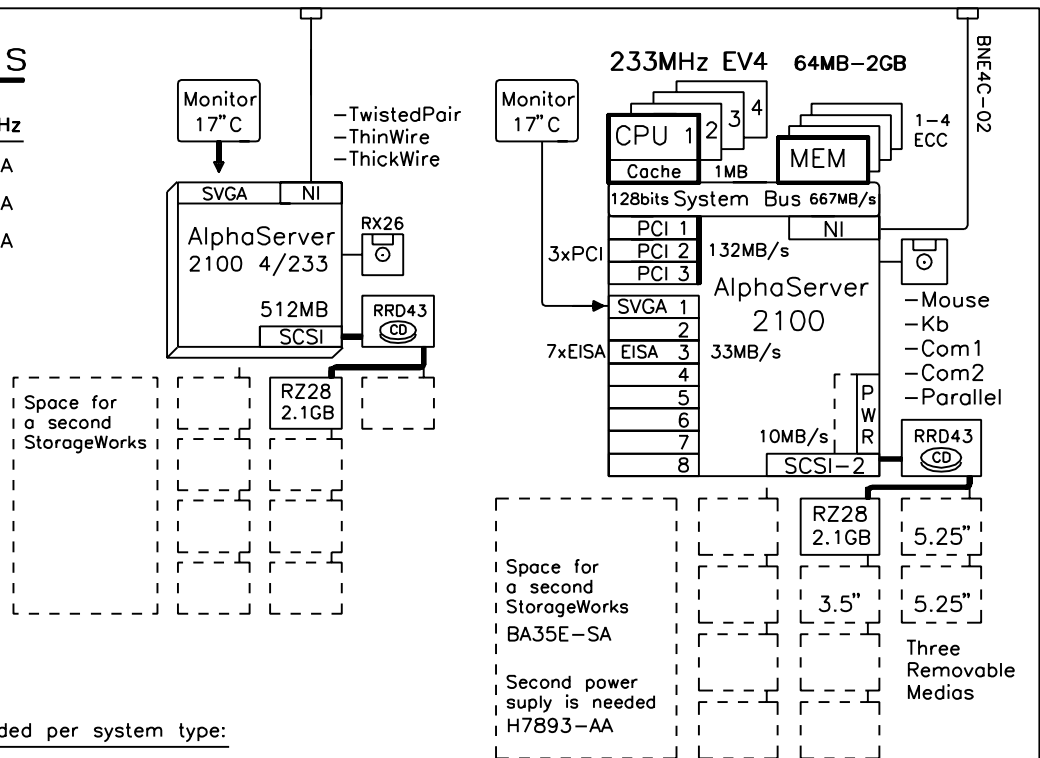 S
Hz
A
A
A
Monitor
17"C
-TwistedPair
-ThinWire
-ThickWire
SVGA
NI
AlphaServer
2100 4/233
RX26
512MB
SCSI
RRD43
CD
Space for
a second
StorageWorks
RZ28
2.1GB
ded per system type:
233MHz EV4
64MB-2GB
BNE4C-02
Monitor
17"C
CPU 1
2
3
4
Cache
1MB
MEM
1-4
ECC
128bits System Bus 667MB/s
PCI 1
PCI 2
PCI 3
3xPCI
132MB/s
NI
AlphaServer
2100
SVGA 1
2
EISA 3
4
5
6
7
8
7xEISA
33MB/s
-Mouse
-Kb
-Com1
-Com2
-Parallel
PWR
10MB/s
SCSI-2
RRD43
CD
RZ28
2.1GB
5.25"
3.5"
5.25"
Space for
a second
StorageWorks
BA35E-SA
Second power
suply is needed
H7893-AA
Three
Removable
Medias